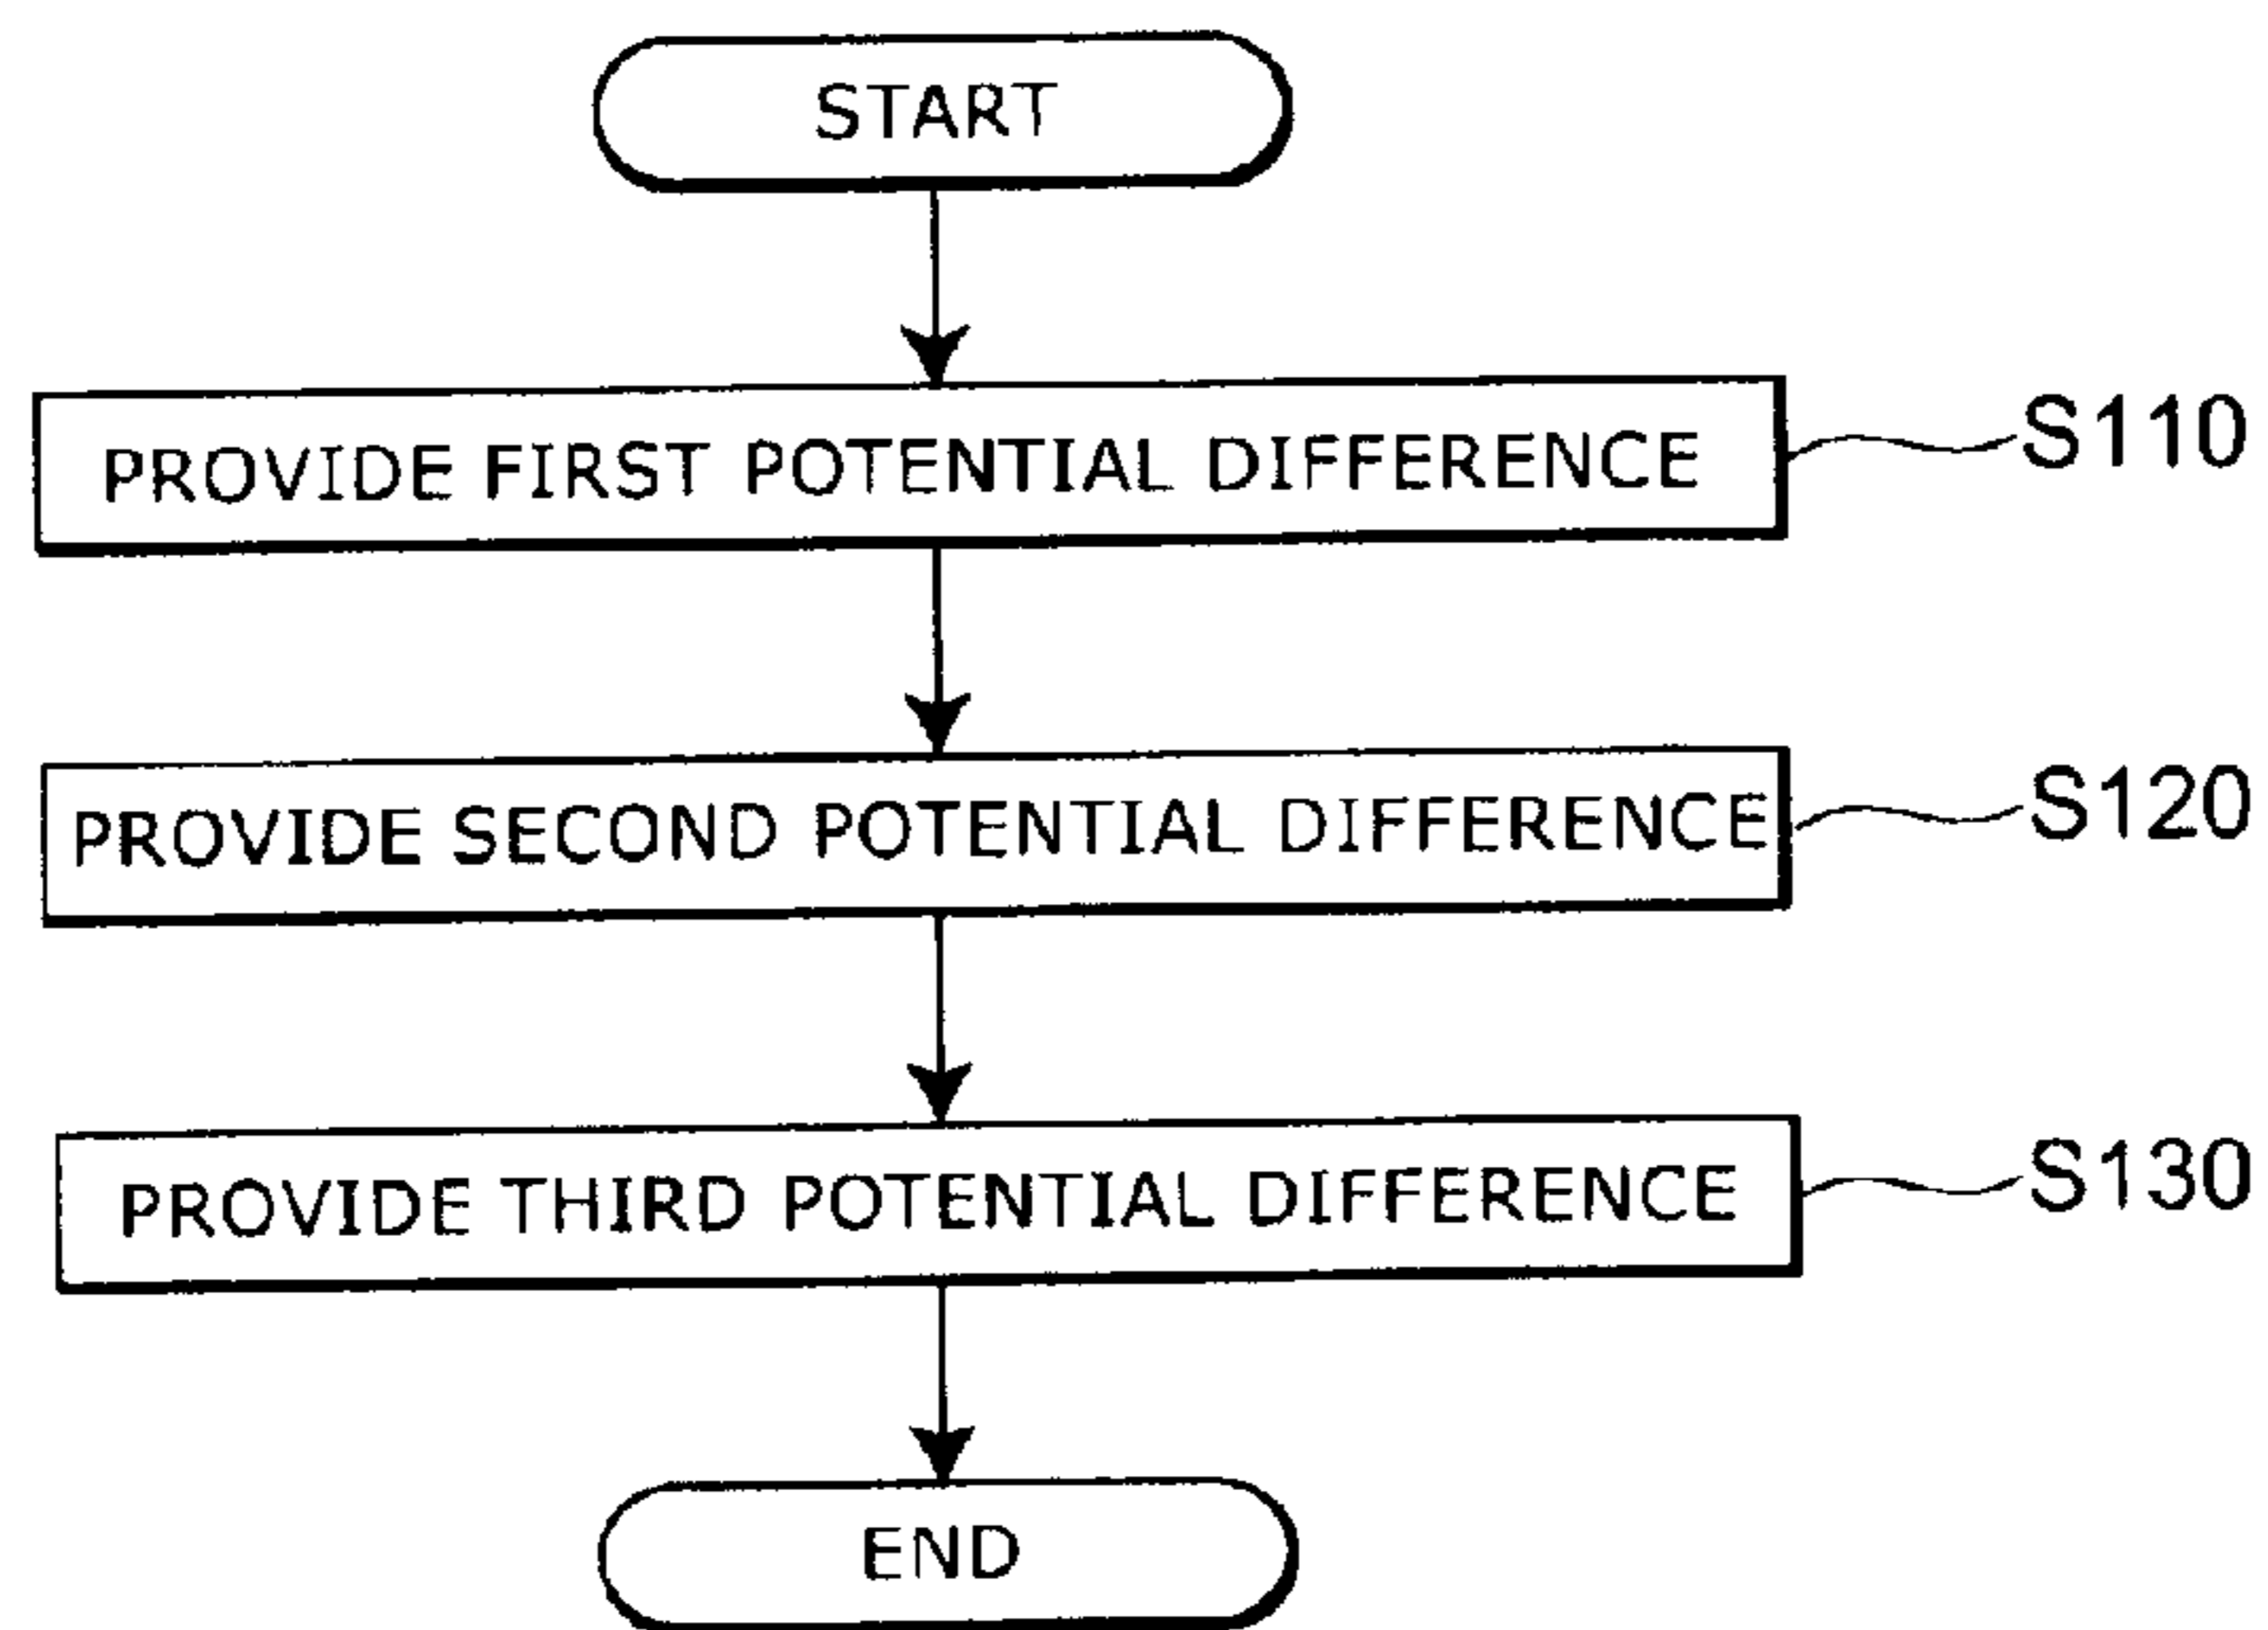 START
PROVIDE FIRST POTENTIAL DIFFERENCE
S110
PROVIDE SECOND POTENTIAL DIFFERENCE
S120
PROVIDE THIRD POTENTIAL DIFFERENCE
S130
END